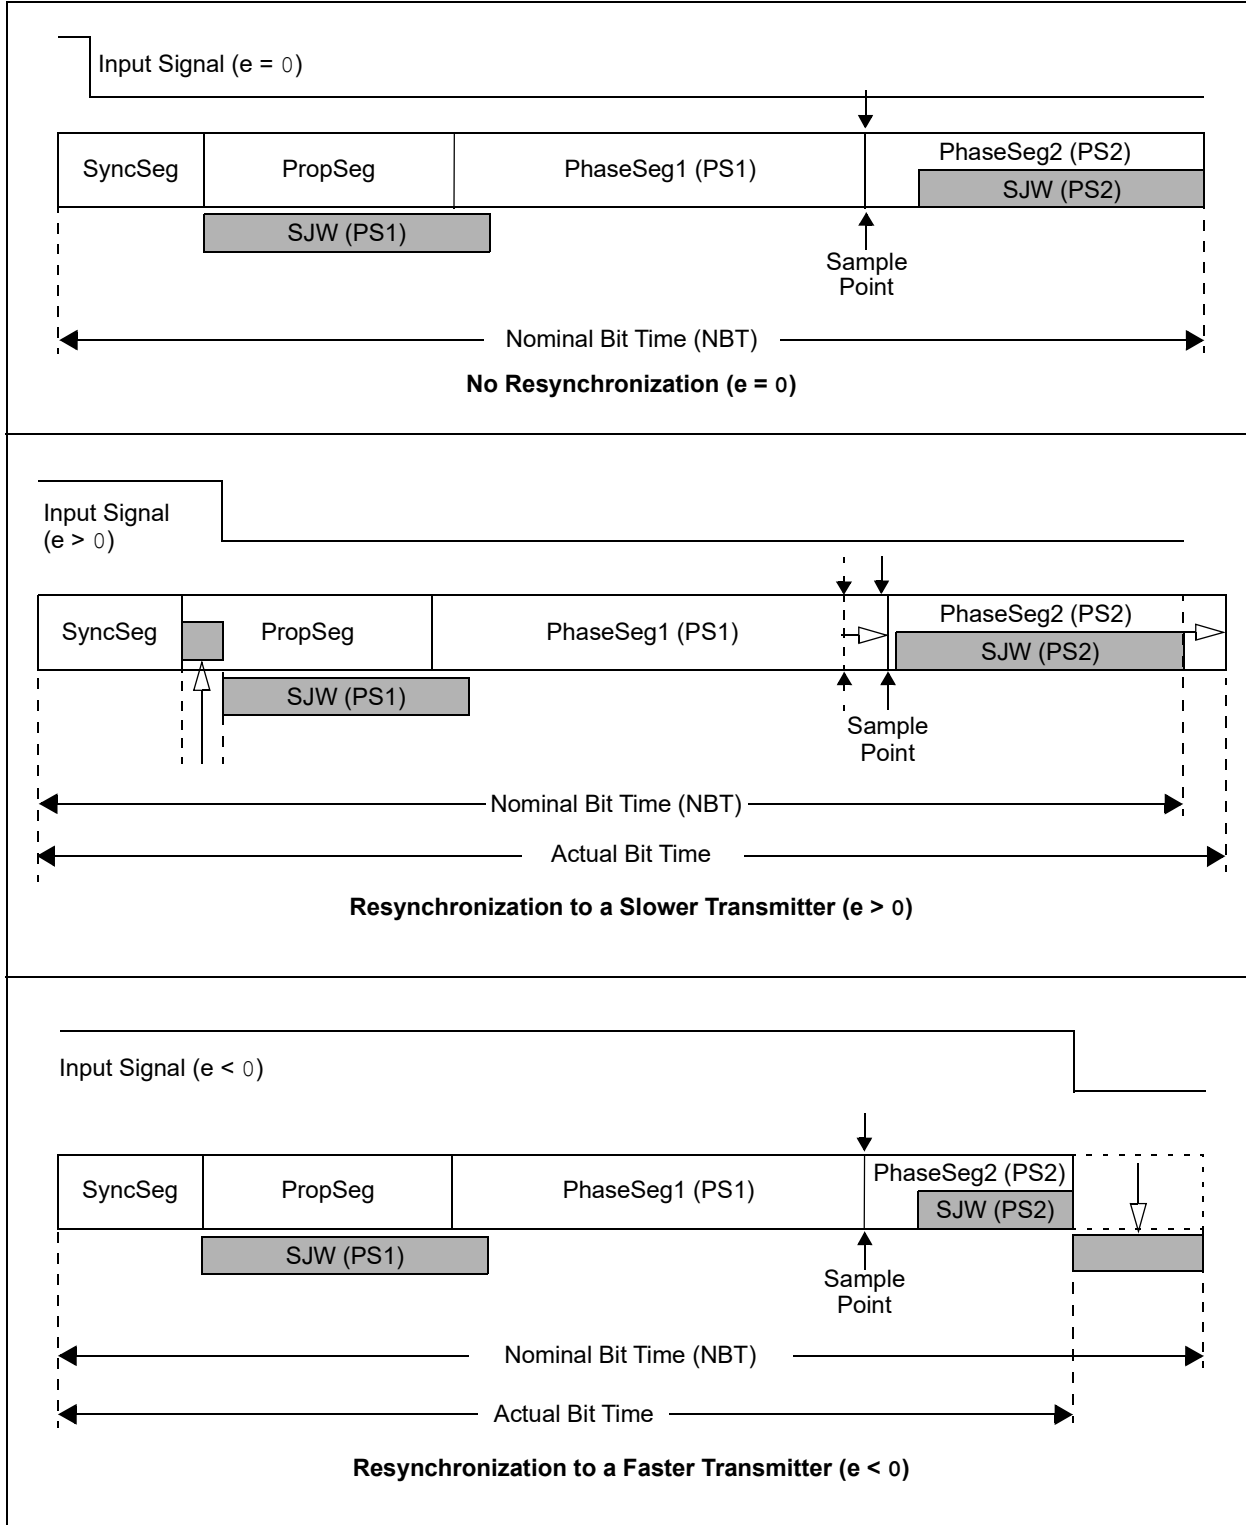 Input Signal (e = 0)
SyncSeg
PropSeg
PhaseSeg1 (PS1)
PhaseSeg2 (PS2)
SJW (PS2)
SJW (PS1)
Sample
Point
Nominal Bit Time (NBT)
No Resynchronization (e = 0)
Input Signal
(e > 0)
SyncSeg
PropSeg
PhaseSeg1 (PS1)
PhaseSeg2 (PS2)
SJW (PS2)
SJW (PS1)
Sample
Point
Nominal Bit Time (NBT)
Actual Bit Time
Resynchronization to a Slower Transmitter (e > 0)
Input Signal (e < 0)
SyncSeg
PropSeg
PhaseSeg1 (PS1)
PhaseSeg2 (PS2)
SJW (PS2)
SJW (PS1)
Sample
Point
Nominal Bit Time (NBT)
Actual Bit Time
Resynchronization to a Faster Transmitter (e < 0)